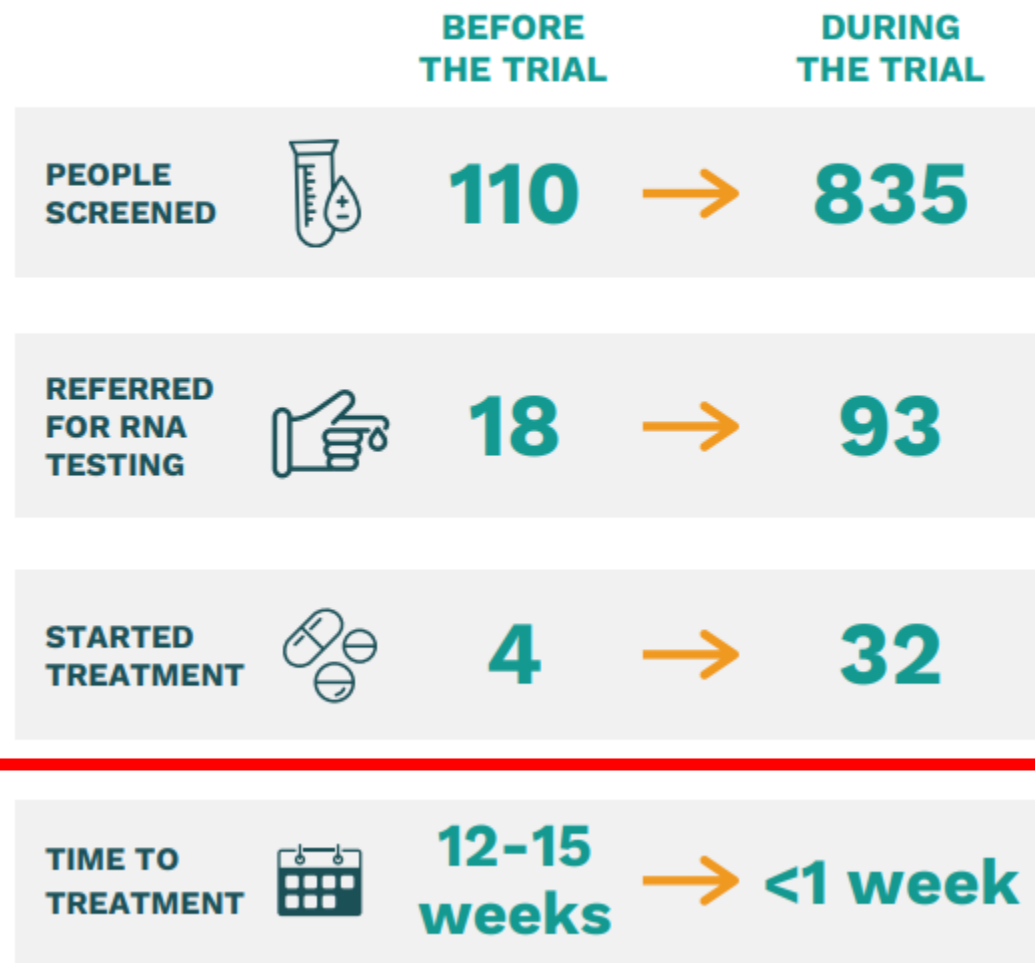 BEFORE
THE TRIAL
DURING
THE TRIAL
PEOPLE
SCREENED
110
835
REFERRED
FOR RNA
TESTING
18
93
STARTED
TREATMENT
4
32
TIME TO
TREATMENT
12-15
weeks
<1 week